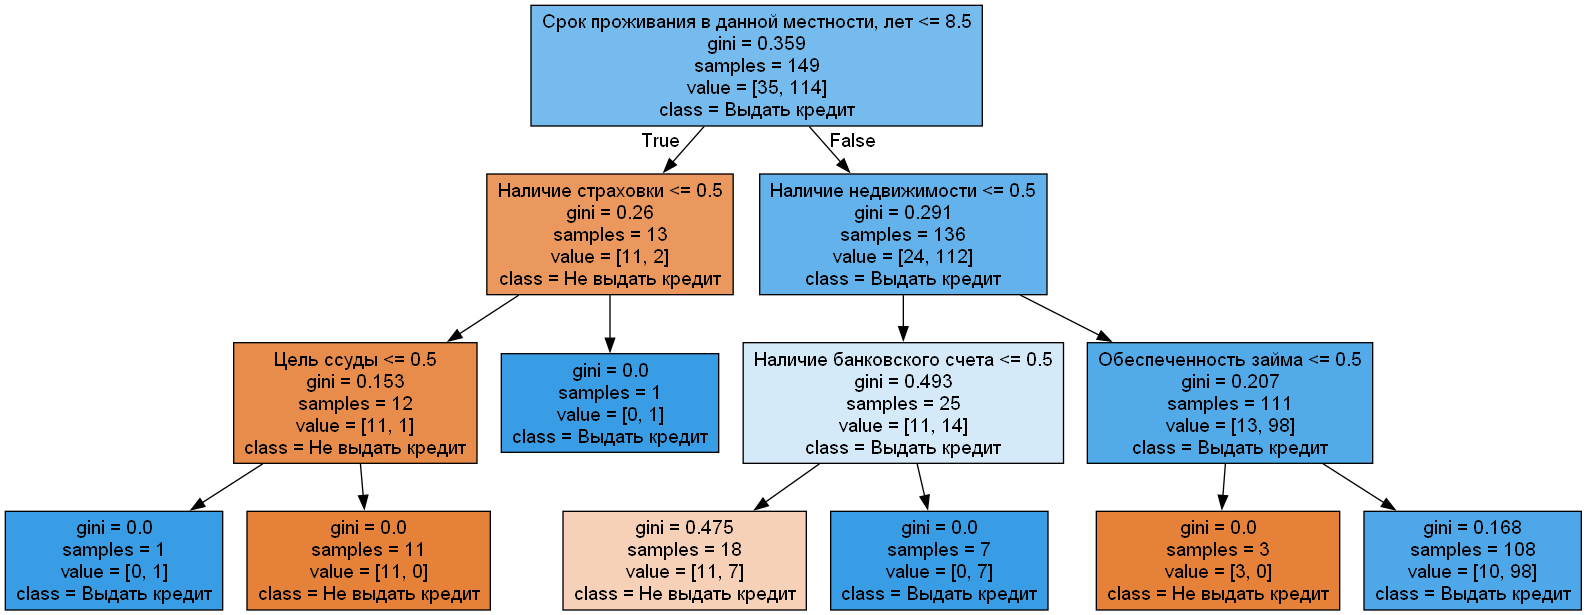 Срок проживания в данной местности, лет <= 8.5
gini = 0.359
samples = 149
value = [35, 114]
class = Выдать кредит
True
False
Наличие страховки <= 0.5
gini = 0.26
samples = 13
value = [11, 2]
class = Не выдать кредит
Наличие недвижимости <= 0.5
gini = 0.291
samples = 136
value = [24, 112]
class = Выдать кредит
Цель ссуды <= 0.5
gini = 0.153
samples = 12
value = [11, 1]
class = Не выдать кредит
gini = 0.0
samples = 1
value = [0, 1]
class = Выдать кредит
Наличие банковского счета <= 0.5
gini = 0.493
samples = 25
value = [11, 14]
class = Выдать кредит
Обеспеченность займа <= 0.5
gini = 0.207
samples = 111
value = [13, 98]
class = Выдать кредит
gini = 0.0
samples = 1
value = [0, 1]
class = Выдать кредит
gini = 0.0
samples = 11
value = [11, 0]
class = Не выдать кредит
gini = 0.475
samples = 18
value = [11, 7]
class = Не выдать кредит
gini = 0.0
samples = 7
value = [0, 7]
class = Выдать кредит
gini = 0.0
samples = 3
value = [3, 0]
class = Не выдать кредит
gini = 0.168
samples = 108
value = [10, 98]
class = Выдать кредит